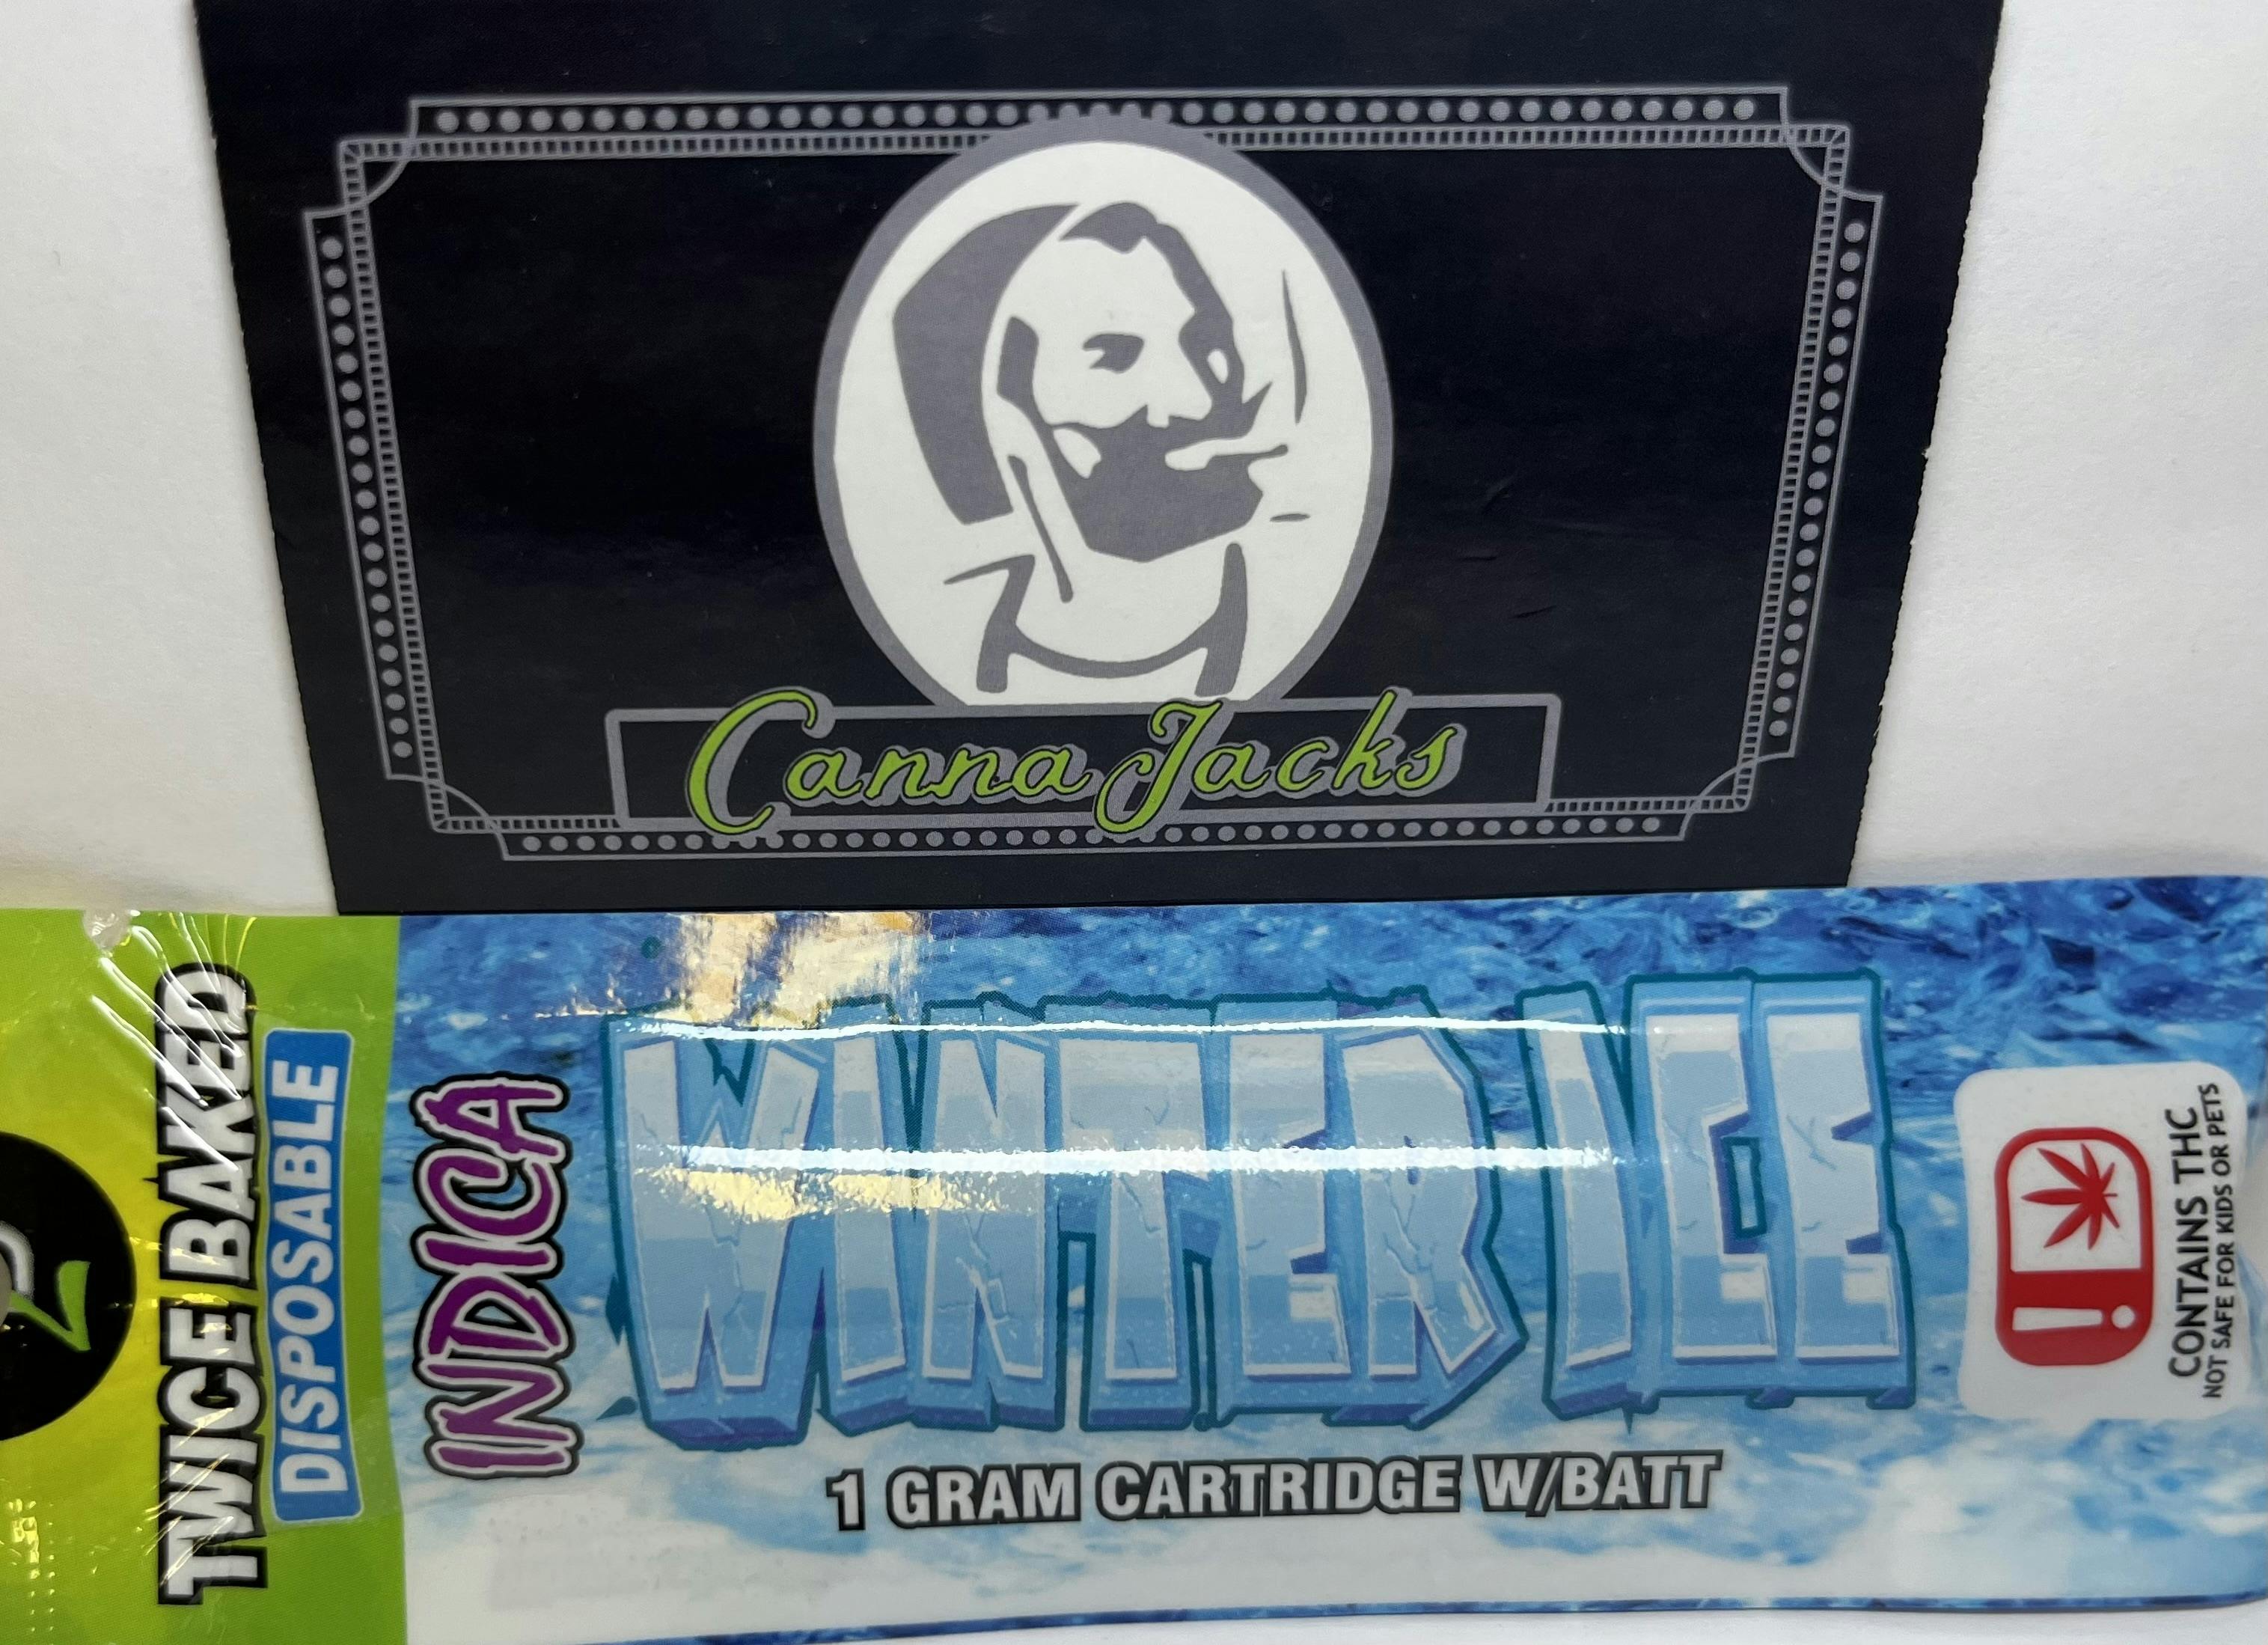 Canna Jacks
TWICE BAKED
DISPOSABLE
INDICA
WINTER ICE
1 GRAM CARTRIDGE W/BATT
!
CONTAINS THC
NOT SAFE FOR KIDS OR PETS